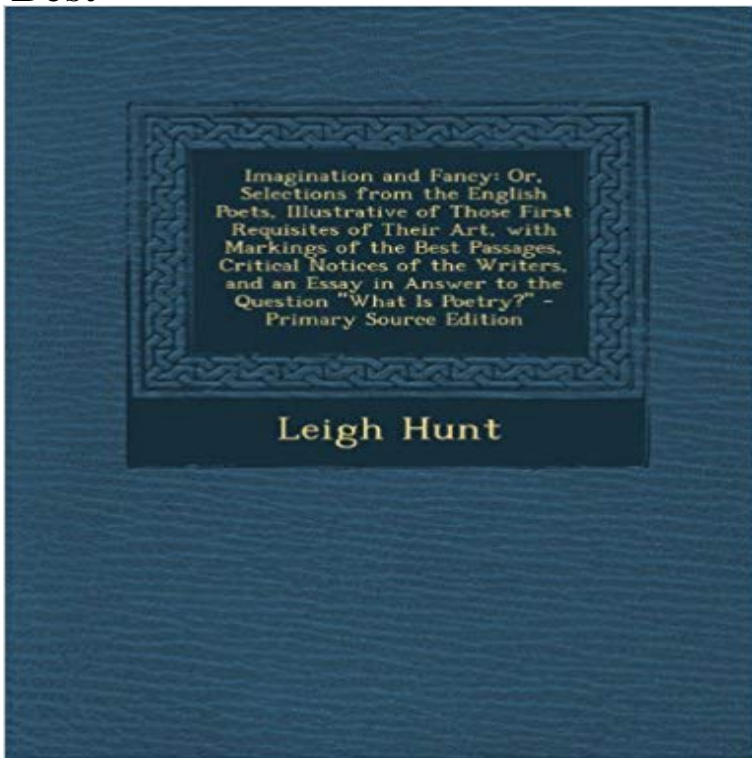 Best
Imagination and Fancy: Or,
Selections from the English
Poets, Illustrative of Those First
Requisites of Their Art, with
Markings of the Best Passages,
Critical Notices of the Writers,
and an Essay in Answer to the
Question "What Is Poetry?" -
Primary Source Edition
Leigh Hunt